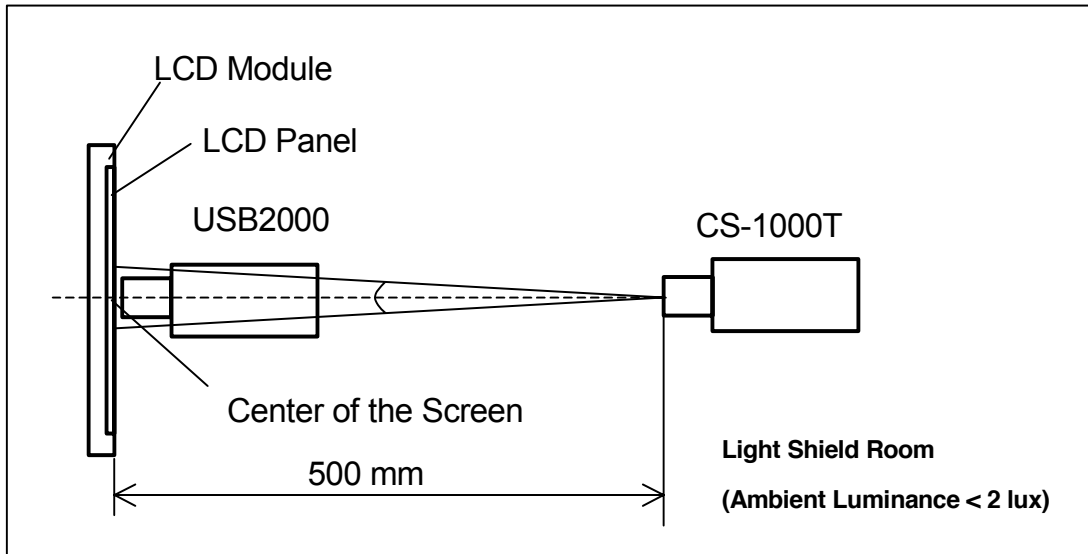 LCD Module
LCD Panel
USB2000
CS-1000T
Center of the Screen
500 mm
Light Shield Room
(Ambient Luminance < 2 lux)